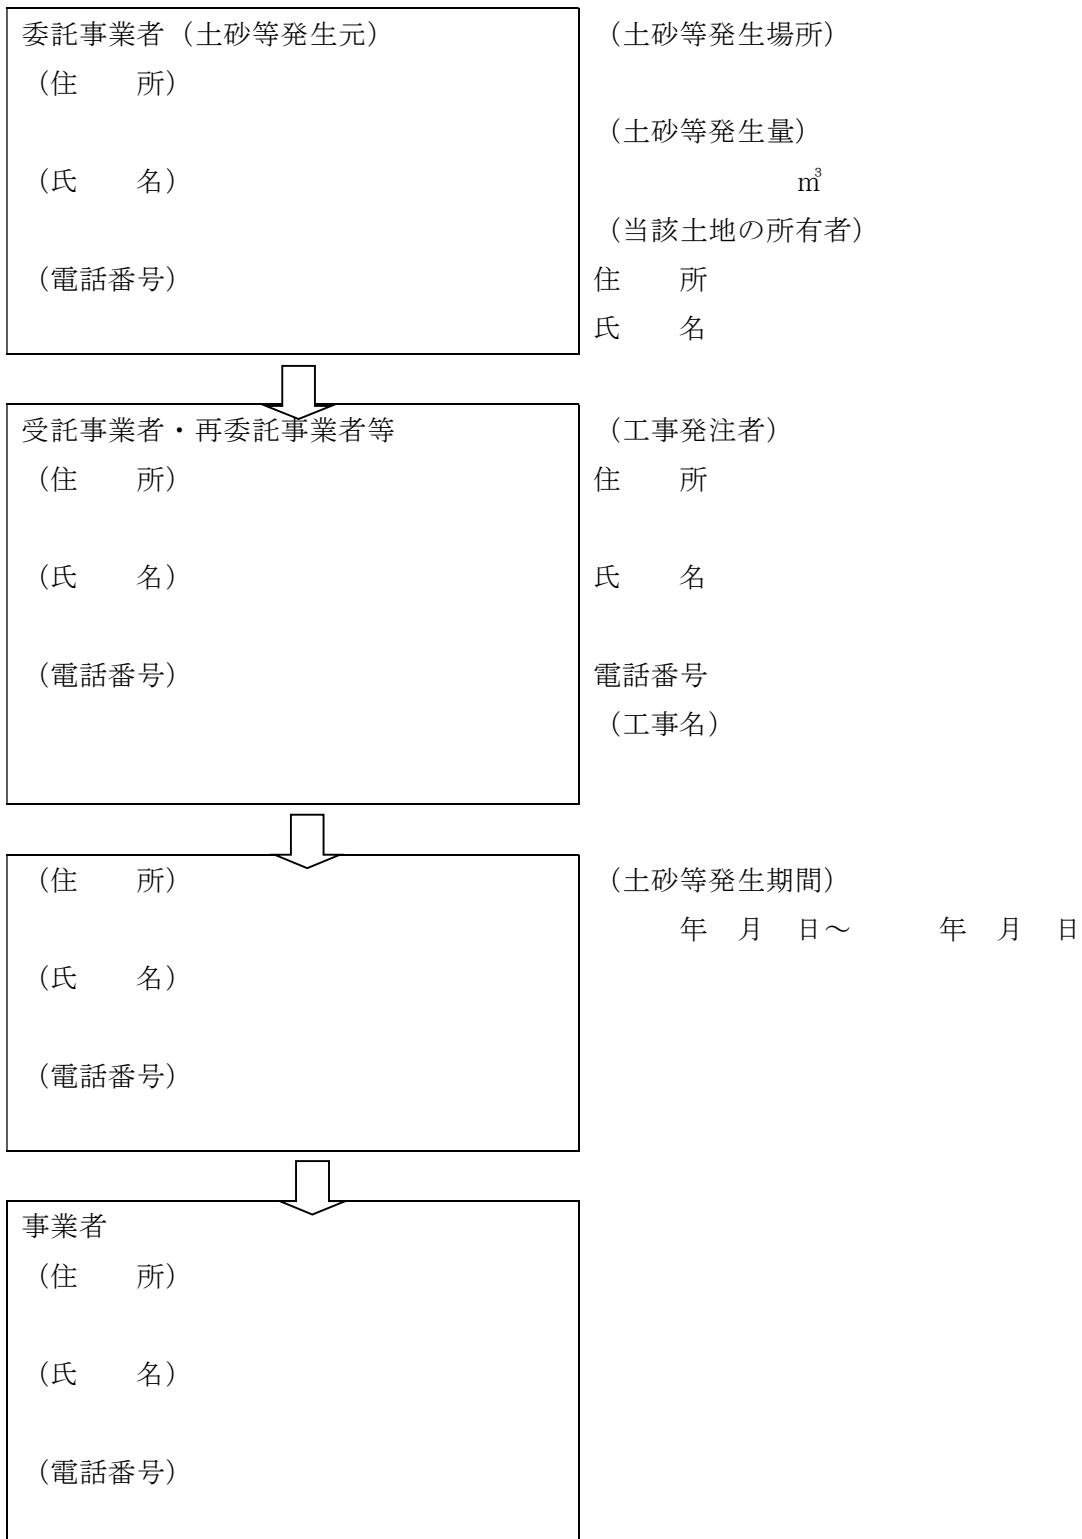 委託事業者（土砂等発生元）
（住　　所）
（氏　　名）
（電話番号）
（土砂等発生場所）
（土砂等発生量）
㎥
（当該土地の所有者）
住　　所
氏　　名
受託事業者・再委託事業者等
（住　　所）
（氏　　名）
（電話番号）
（工事発注者）
住　　所
氏　　名
電話番号
（工事名）
（住　　所）
（氏　　名）
（電話番号）
（土砂等発生期間）
年　月　日～　　　年　月　日
事業者
（住　　所）
（氏　　名）
（電話番号）